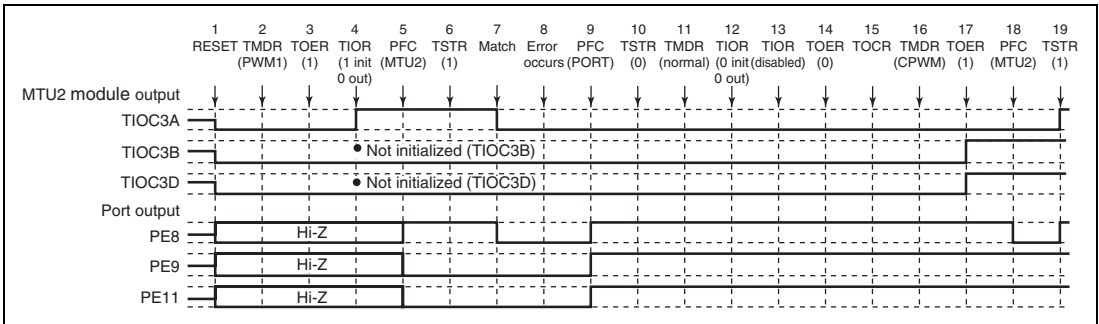 1 2 3 4 5 6 7 8 9 10 11 12 13 14 15 16 17 18 19
RESET TMDR TOER TIOR PFC TSTR Match Error PFC TSTR TMDR TIOR TIOR TOER TOCR TMDR TOER PFC TSTR
(PWM1) (1) (1 init (MTU2) (1) occurs (PORT) (0) (normal) (0 init (disabled) (0) (CPWM) (1) (MTU2) (1)
0 out) 0 out)
MTU2 module output
TIOC3A
TIOC3B • Not initialized (TIOC3B)
TIOC3D • Not initialized (TIOC3D)
Port output
PE8 Hi-Z
PE9 Hi-Z
PE11 Hi-Z